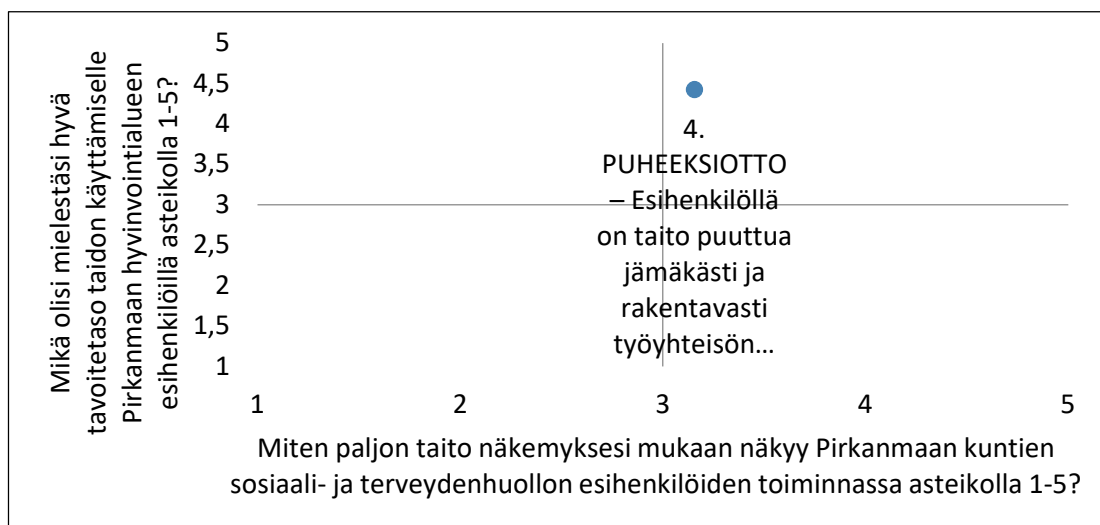 Mikä olisi mielestäsi hyvä
tavoitetaso taidon käyttämiselle
Pirkanmaan hyvinvointialueen
esihenkilöillä asteikolla 1-5?
5
4,5
4
3,5
3
2,5
2
1,5
1
4.
PUHEEKSIOTTO
– Esihenkilöllä
on taito puuttua
jämäkästi ja
rakentavasti
työyhteisön...
1 2 3 4 5
Miten paljon taito näkemyksesi mukaan näkyy Pirkanmaan kuntien
sosiaali- ja terveydenhuollon esihenkilöiden toiminnassa asteikolla 1-5?